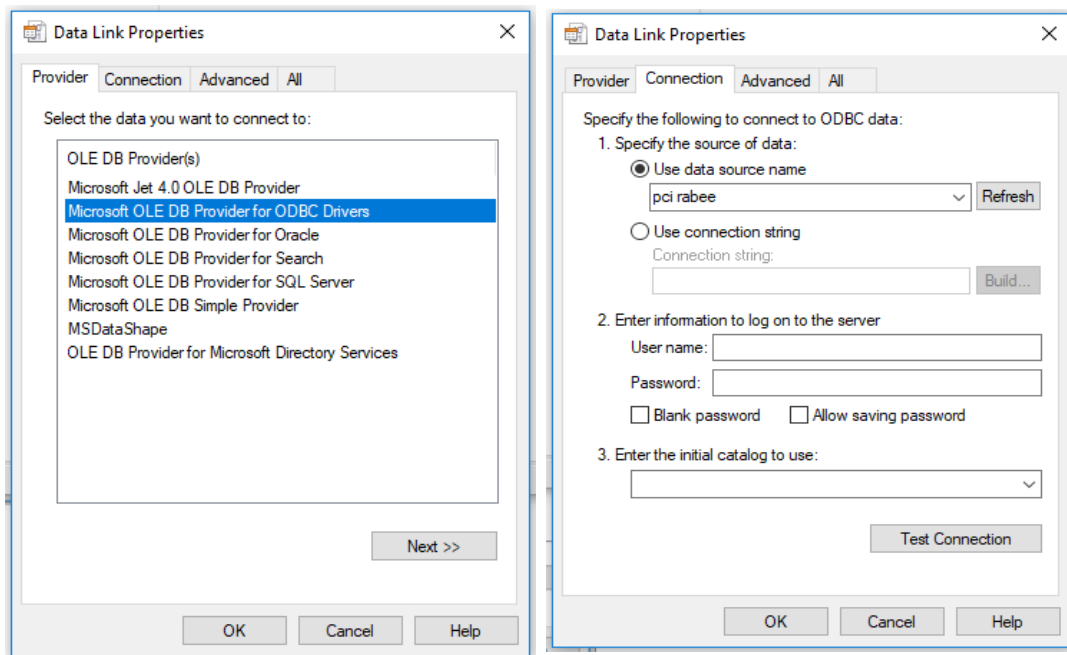 Data Link Properties
Provider Connection Advanced All
Select the data you want to connect to:
OLE DB Provider(s)
Microsoft Jet 4.0 OLE DB Provider
Microsoft OLE DB Provider for ODBC Drivers
Microsoft OLE DB Provider for Oracle
Microsoft OLE DB Provider for Search
Microsoft OLE DB Provider for SQL Server
Microsoft OLE DB Simple Provider
MSDataShape
OLE DB Provider for Microsoft Directory Services
Next >>
OK Cancel Help
Data Link Properties
Provider Connection Advanced All
Specify the following to connect to ODBC data:
1. Specify the source of data:
Use data source name
pci rabee Refresh
Use connection string
Connection string:
Build...
2. Enter information to log on to the server
User name:
Password:
Blank password Allow saving password
3. Enter the initial catalog to use:
Test Connection
OK Cancel Help